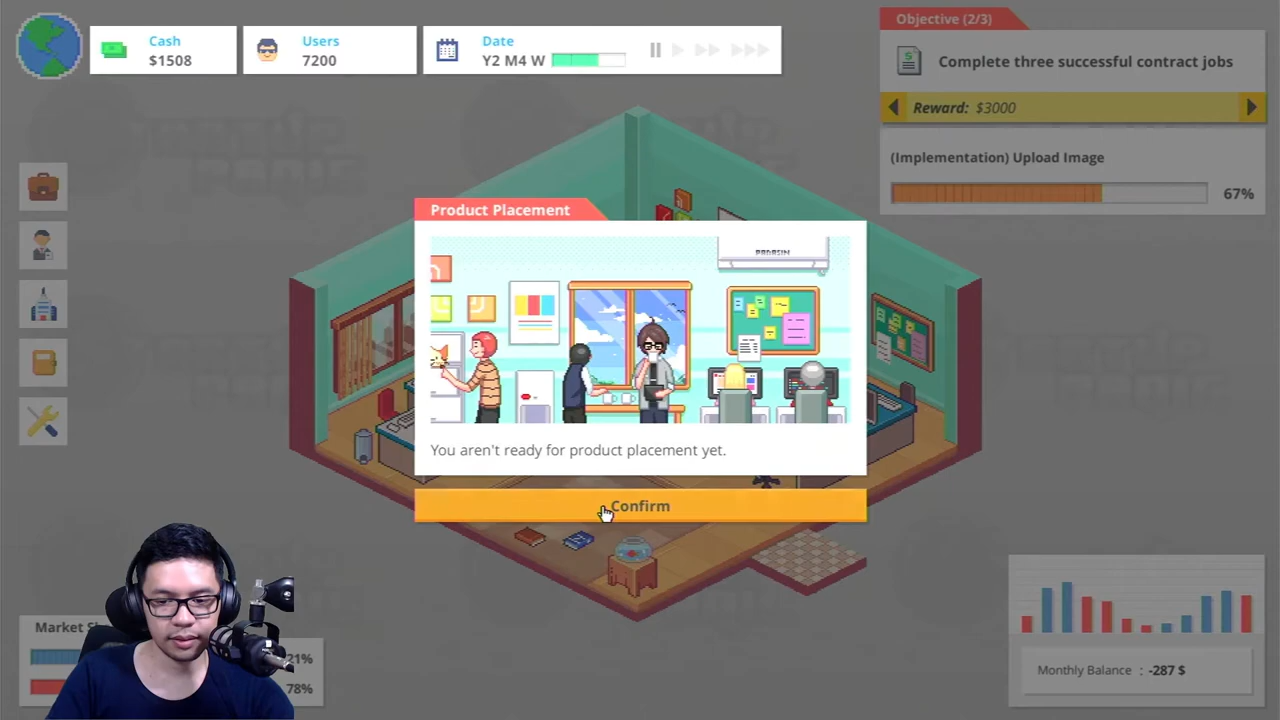 Cash
$1508
Users
7200
Date
Y2 M4 W
Objective (2/3)
Complete three successful contract jobs
Reward: $3000
(Implementation) Upload Image
67%
Product Placement
PARASIN
You aren't ready for product placement yet.
Confirm
Market
21%
78%
Monthly Balance : -287 $